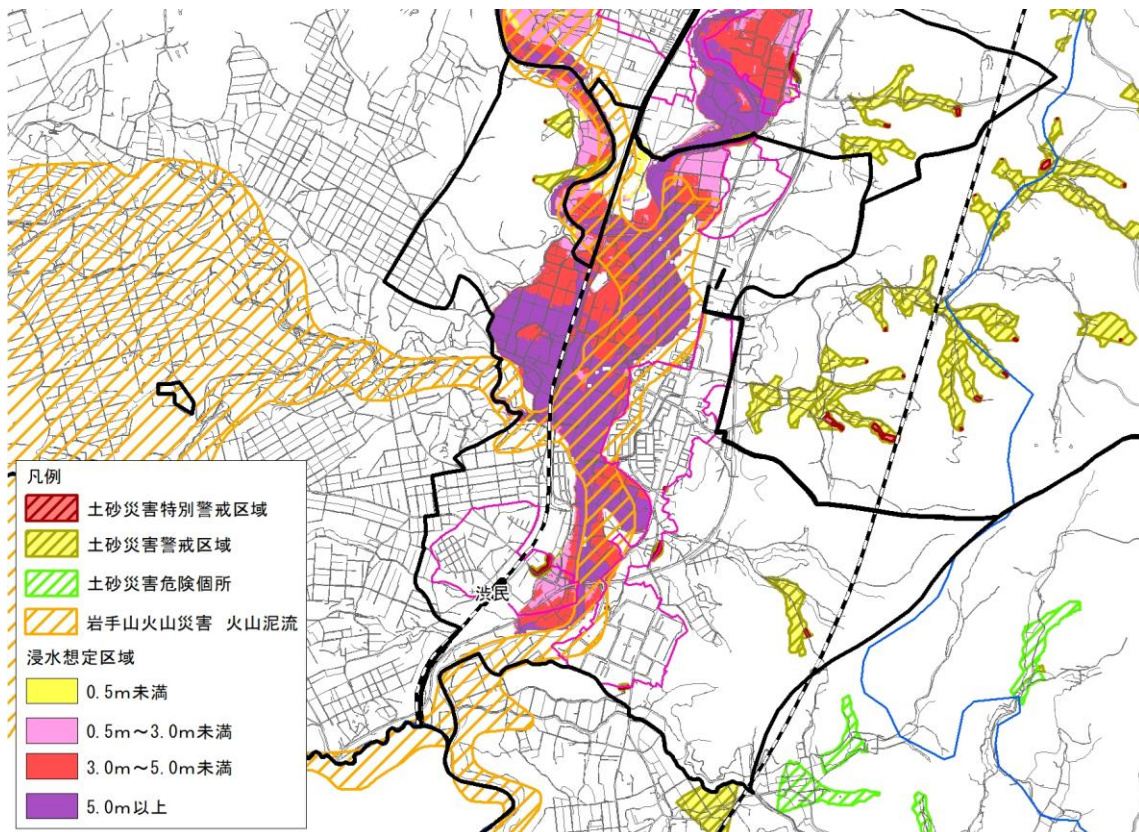 渋民
凡例
土砂災害特別警戒区域
土砂災害警戒区域
土砂災害危険個所
岩手山火山災害 火山泥流
浸水想定区域
0.5m未満
0.5m~3.0m未満
3.0m~5.0m未満
5.0m以上